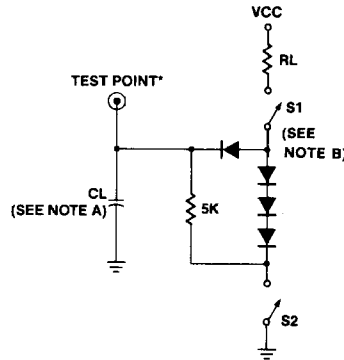 VCC
RL
TEST POINT*
S1
(SEE
NOTE B)
CL
(SEE NOTE A)
5K
S2